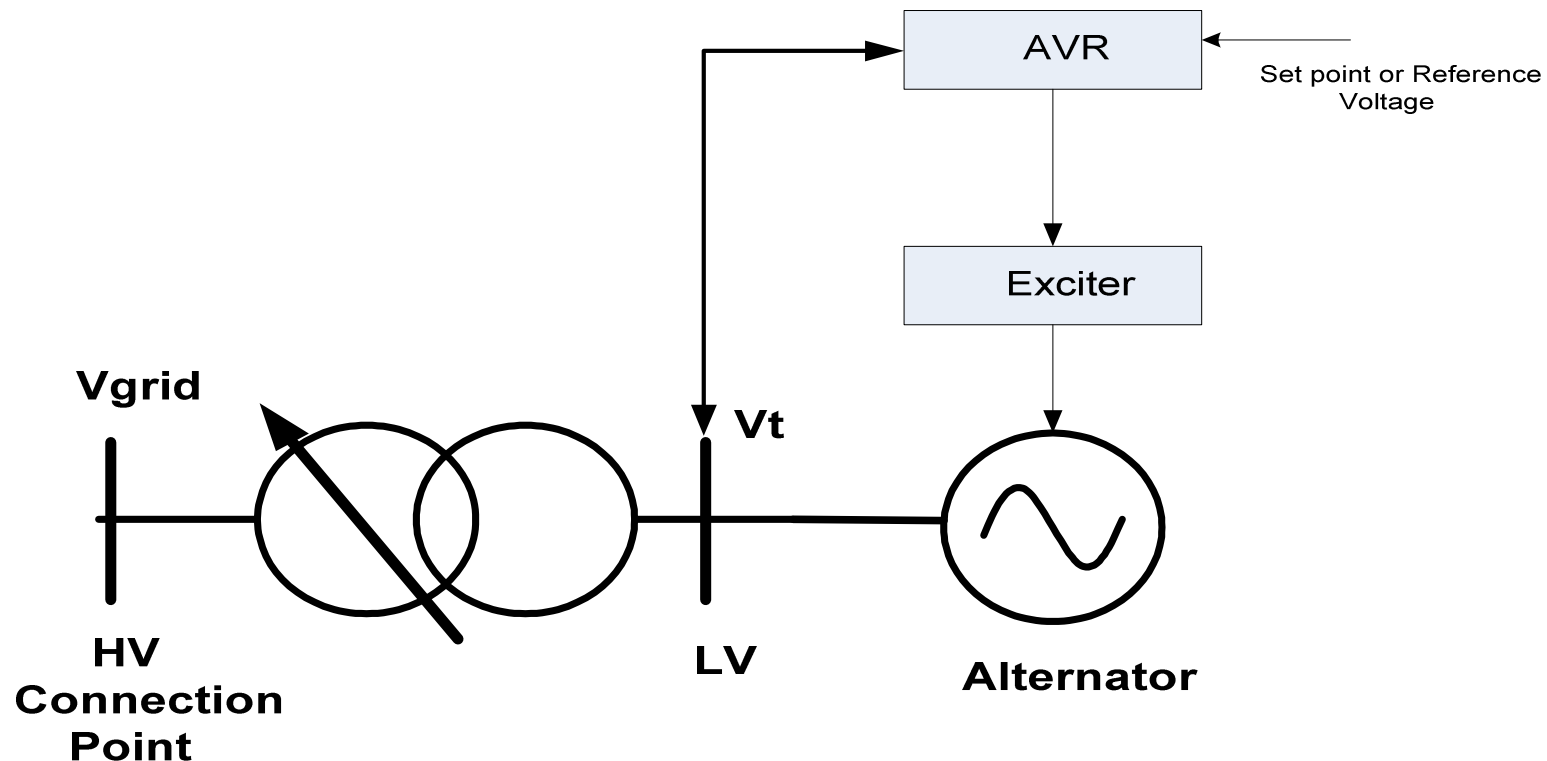 AVR
Set point or Reference
Voltage
Exciter
Vgrid
Vt
HV
Connection
Point
LV
Alternator